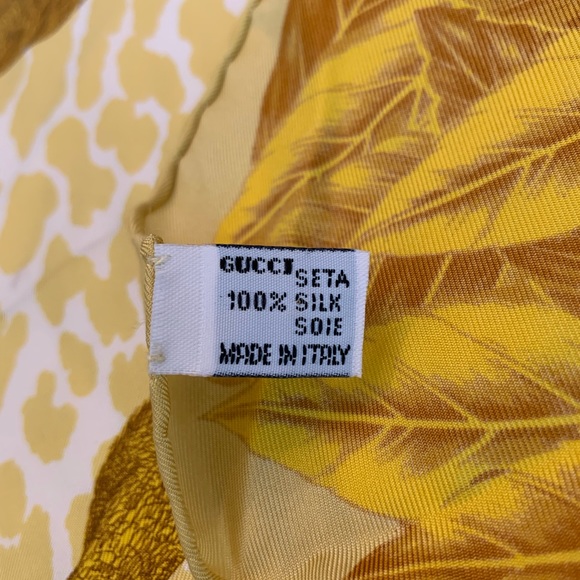 GUCCI
SETA
100% SILK
SOIE
MADE IN ITALY